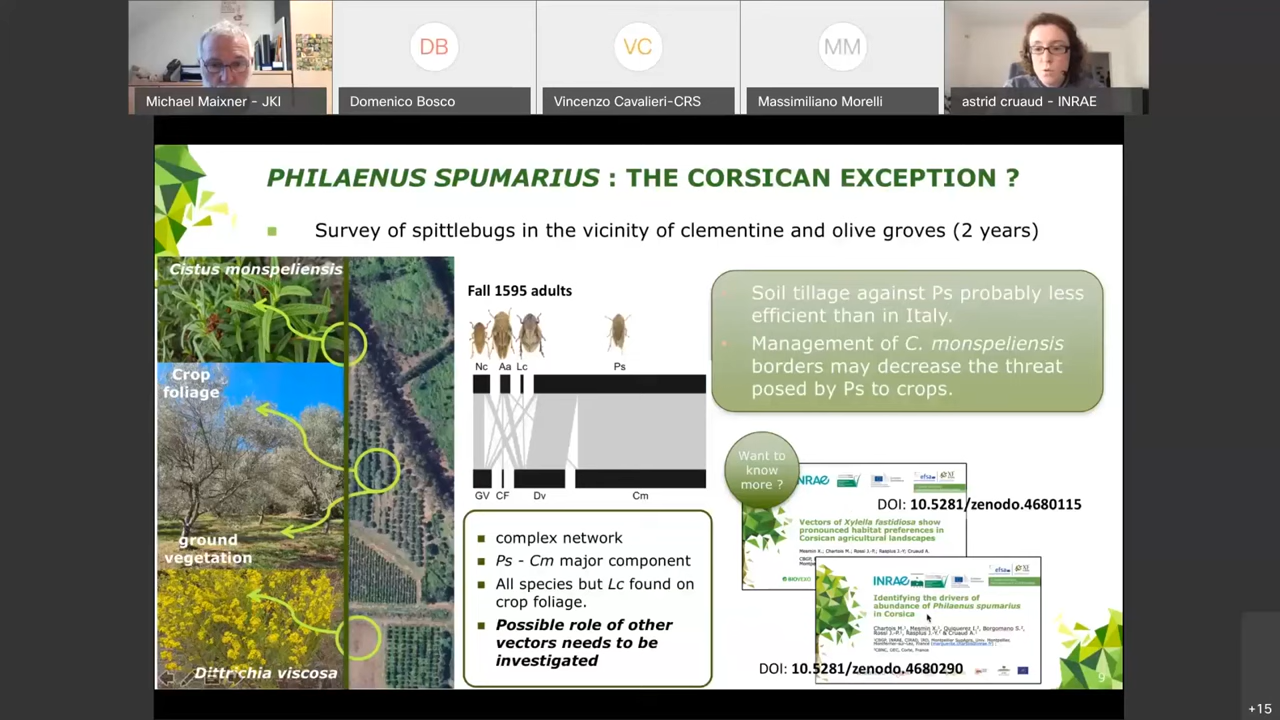 DB
VC
MM
Michael Maixner - JKI
Domenico Bosco
Vincenzo Cavalieri-CRS
Massimiliano Morelli
astrid cruaud - INRAE
PHILAENUS SPUMARIUS : THE CORSICAN EXCEPTION ?
Survey of spittlebugs in the vicinity of clementine and olive groves (2 years)
Cistus monspeliensis
Crop
foliage
ground
vegetation
Dittrichia viscosa
Fall 1595 adults
Nc Aa Lc Ps
GV CF Dv Cm
complex network
Ps - Cm major component
All species but Lc found on
crop foliage.
Possible role of other
vectors needs to be
investigated
Soil tillage against Ps probably less
efficient than in Italy.
Management of C. monspeliensis
borders may decrease the threat
posed by Ps to crops.
Want to
know
more ?
INRAE
efsa
DOI: 10.5281/zenodo.4680115
Vectors of Xylella fastidiosa show
pronounced habitat preferences in
Corsican agricultural landscapes
BIOVEXO
INRAE
Identifying the drivers of
abundance of Philaenus spumarius
in Corsica
DOI: 10.5281/zenodo.4680290
9
+15